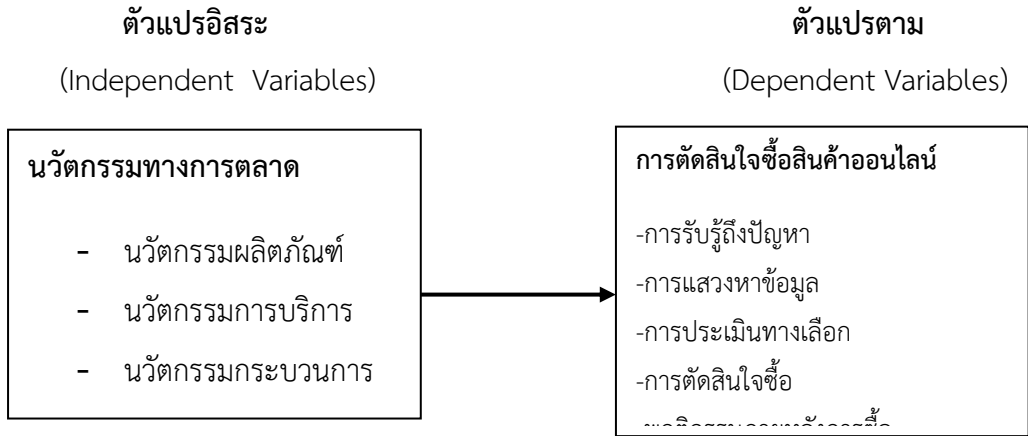 ตัวแปรอิสระ
(Independent Variables)
นวัตกรรมทางการตลาด
- นวัตกรรมผลิตภัณฑ์
- นวัตกรรมการบริการ
- นวัตกรรมกระบวนการ
ตัวแปรตาม
(Dependent Variables)
การตัดสินใจซื้อสินค้าออนไลน์
-การรับรู้ถึงปัญหา
-การแสวงหาข้อมูล
-การประเมินทางเลือก
-การตัดสินใจซื้อ